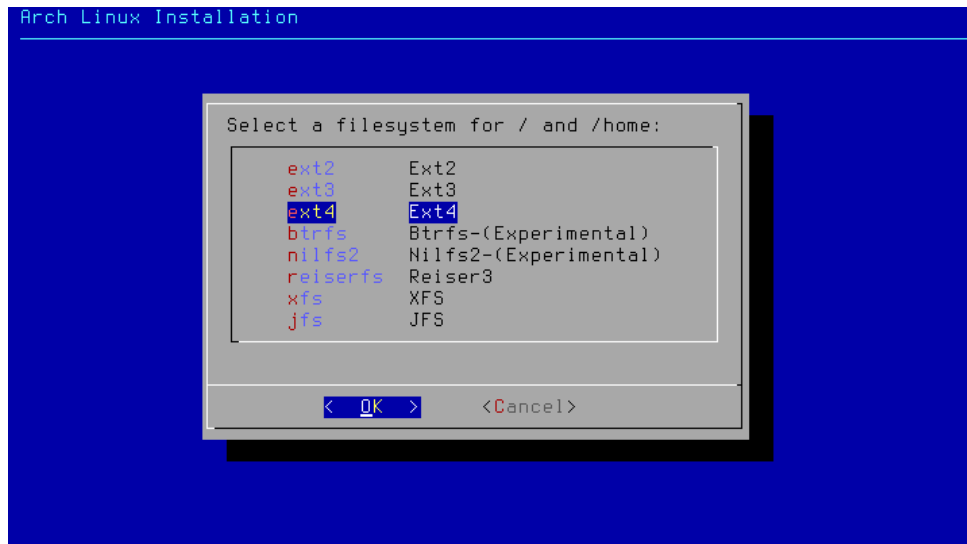 Arch Linux Installation
Select a filesystem for / and /home:
ext2 Ext2
ext3 Ext3
ext4 Ext4
btrfs Btrfs-(Experimental)
nilfs2 Nilfs2-(Experimental)
reiserfs Reiser3
xfs XFS
jfs JFS
< OK > <Cancel>